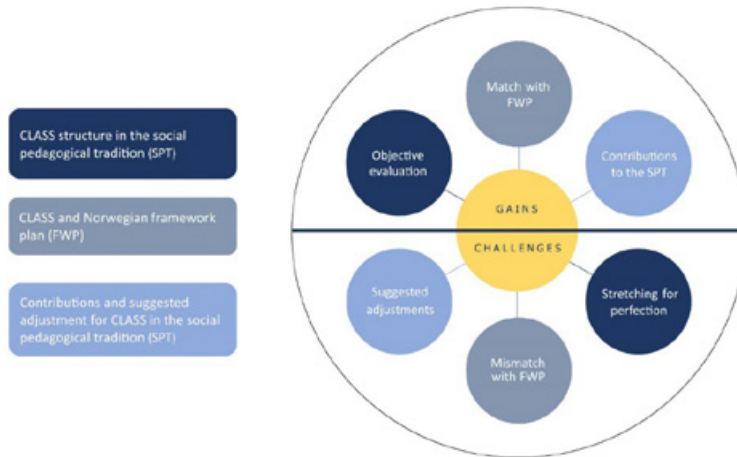 CLASS structure in the social
pedagogical tradition (SPT)
CLASS and Norwegian framework
plan (FWP)
Contributions and suggested
adjustment for CLASS in the social
pedagogical tradition (SPT)
Match with
FWP
Objective
evaluation
Contributions
to the SPT
GAINS
CHALLENGES
Suggested
adjustments
Stretching for
perfection
Mismatch
with FWP